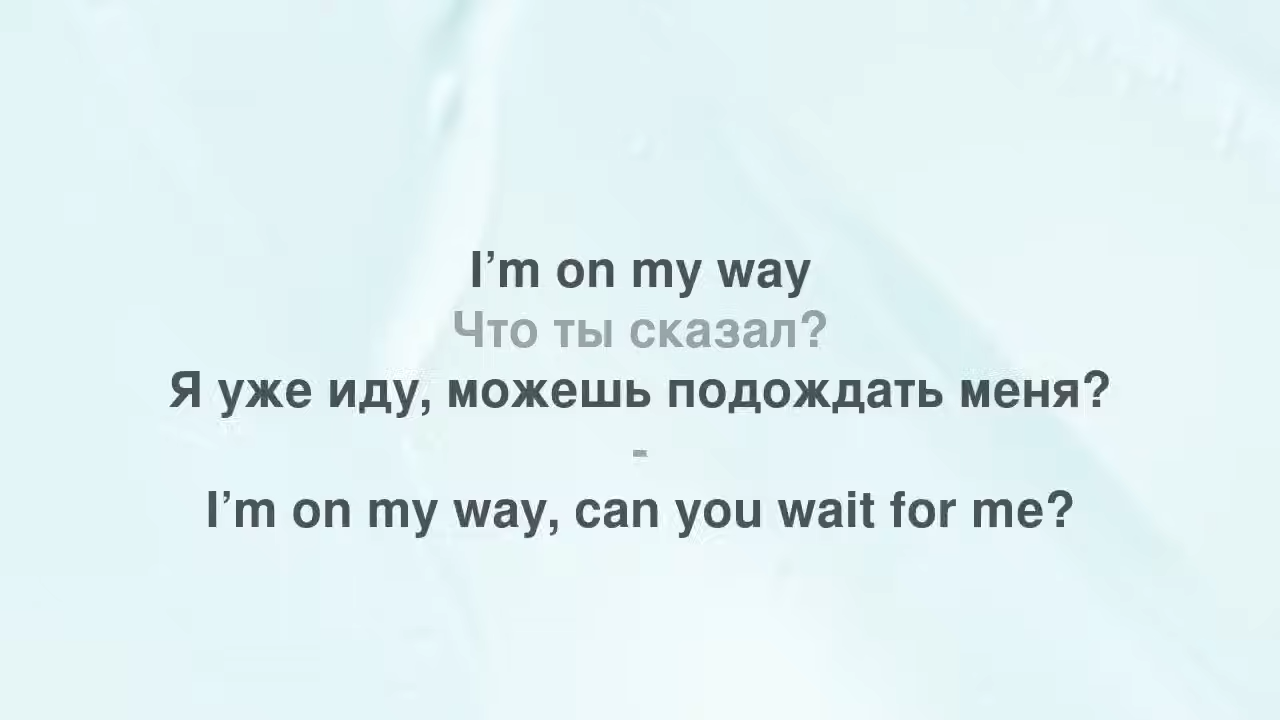 I’m on my way
Что ты сказал?
Я уже иду, можешь подождать меня?
-
I’m on my way, can you wait for me?